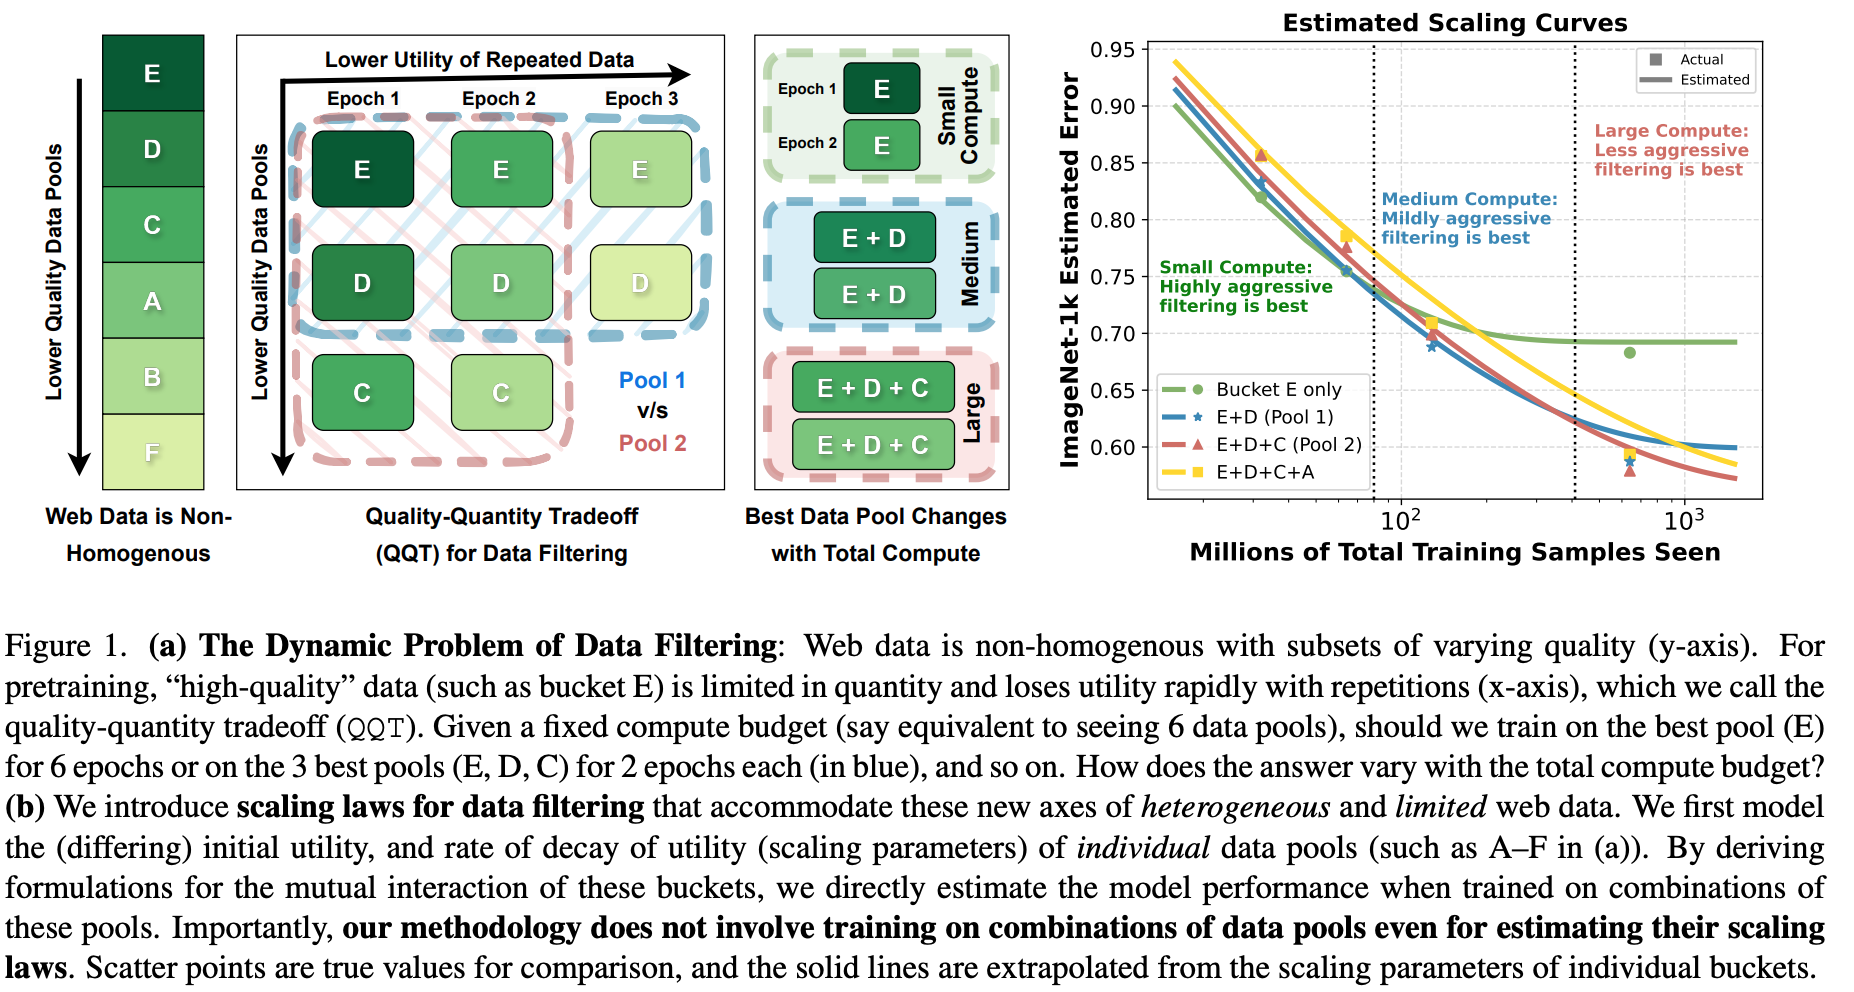 E
D
C
A
B
F
Lower Quality Data Pools
Web Data is Non-
Homogenous
Lower Utility of Repeated Data
Epoch 1 Epoch 2 Epoch 3
Lower Quality Data Pools
E E E
D D D
C C
Pool 1
v/s
Pool 2
Quality-Quantity Tradeoff
(QQT) for Data Filtering
Epoch 1 E
Epoch 2 E
Small
Compute
E + D
E + D
Medium
E + D + C
E + D + C
Large
Best Data Pool Changes
with Total Compute
Estimated Scaling Curves
ImageNet-1k Estimated Error
0.95
0.90
0.85
0.80
0.75
0.70
0.65
0.60
Actual
Estimated
Large Compute:
Less aggressive
filtering is best
Medium Compute:
Mildly aggressive
filtering is best
Small Compute:
Highly aggressive
filtering is best
Bucket E only
E+D (Pool 1)
E+D+C (Pool 2)
E+D+C+A
10² 10³
Millions of Total Training Samples Seen
Figure 1. (a) The Dynamic Problem of Data Filtering: Web data is non-homogenous with subsets of varying quality (y-axis). For
pretraining, “high-quality” data (such as bucket E) is limited in quantity and loses utility rapidly with repetitions (x-axis), which we call the
quality-quantity tradeoff (QQT). Given a fixed compute budget (say equivalent to seeing 6 data pools), should we train on the best pool (E)
for 6 epochs or on the 3 best pools (E, D, C) for 2 epochs each (in blue), and so on. How does the answer vary with the total compute budget?
(b) We introduce scaling laws for data filtering that accommodate these new axes of heterogeneous and limited web data. We first model
the (differing) initial utility, and rate of decay of utility (scaling parameters) of individual data pools (such as A–F in (a)). By deriving
formulations for the mutual interaction of these buckets, we directly estimate the model performance when trained on combinations of
these pools. Importantly, our methodology does not involve training on combinations of data pools even for estimating their scaling
laws. Scatter points are true values for comparison, and the solid lines are extrapolated from the scaling parameters of individual buckets.